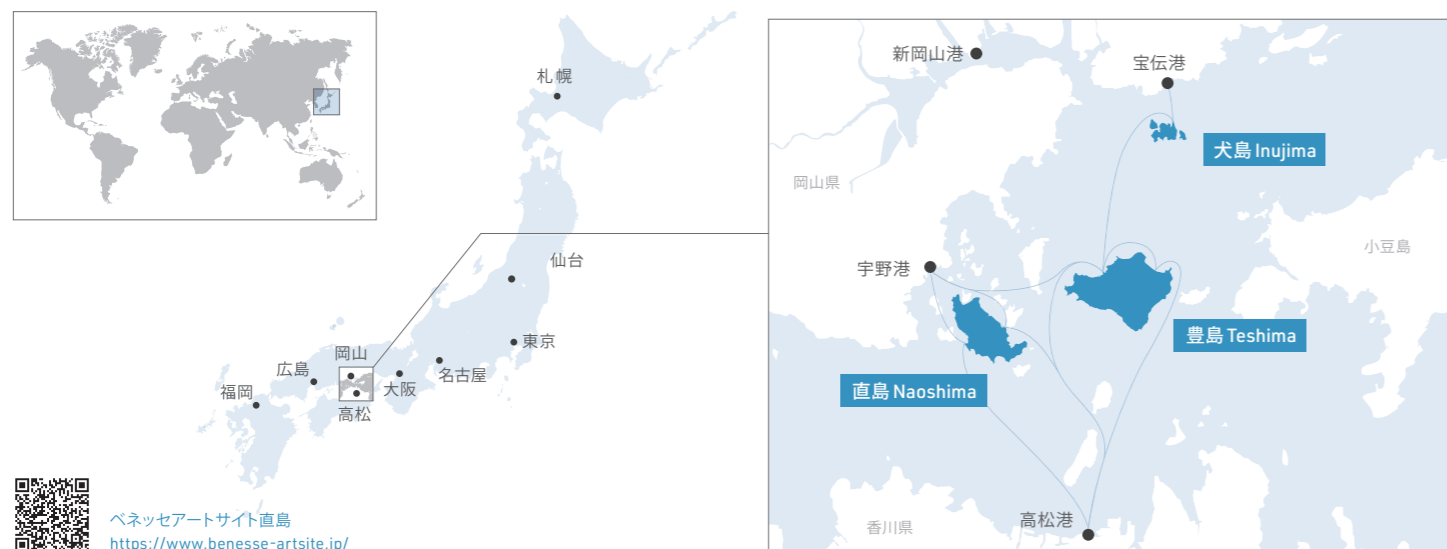 札幌
仙台
東京
名古屋
大阪
岡山
高松
広島
福岡
ベネッセアートサイト直島
https://www.benesse-artsite.jp/
新岡山港
宝伝港
犬島 Inujima
岡山県
小豆島
宇野港
豊島 Teshima
直島 Naoshima
高松港
香川県